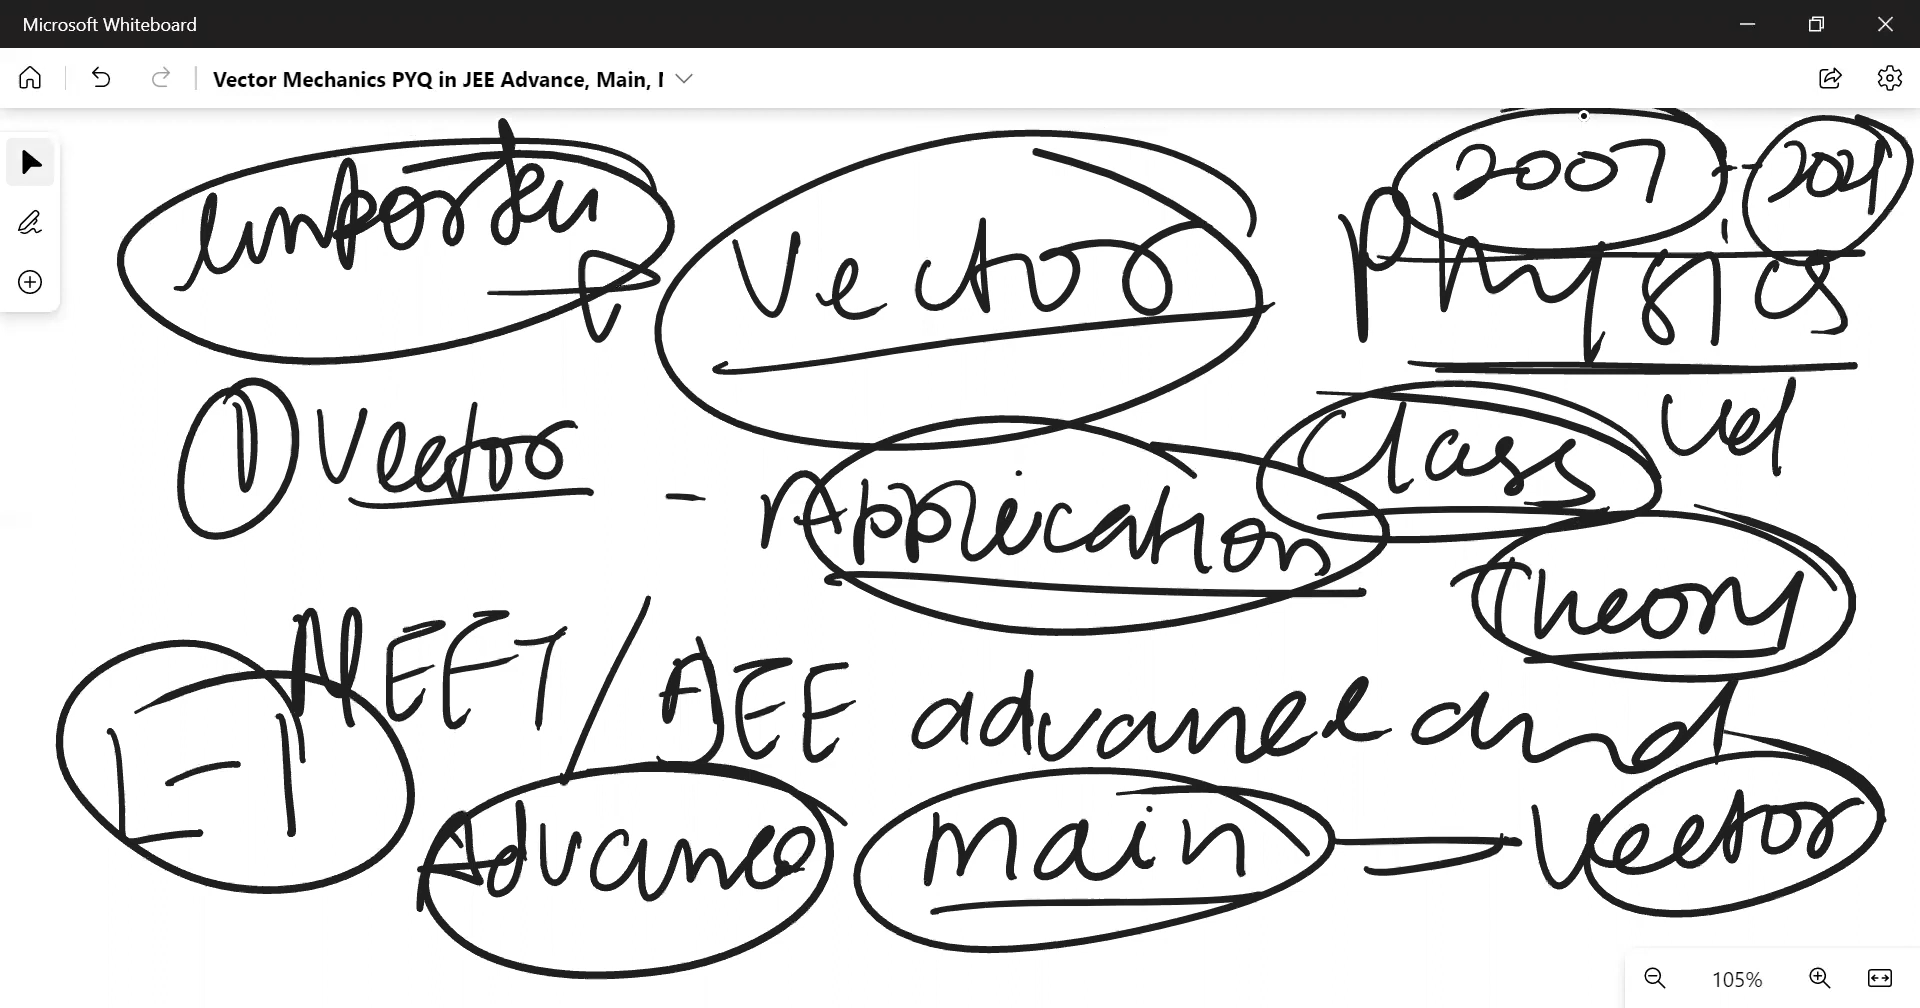 Microsoft Whiteboard
Vector Mechanics PYQ in JEE Advance, Main, 
2007 - 2021
Vector Physics
① Vector - Application Class
Theory
NEET / JEE advance and
E-1
Advance main — Vector
105%